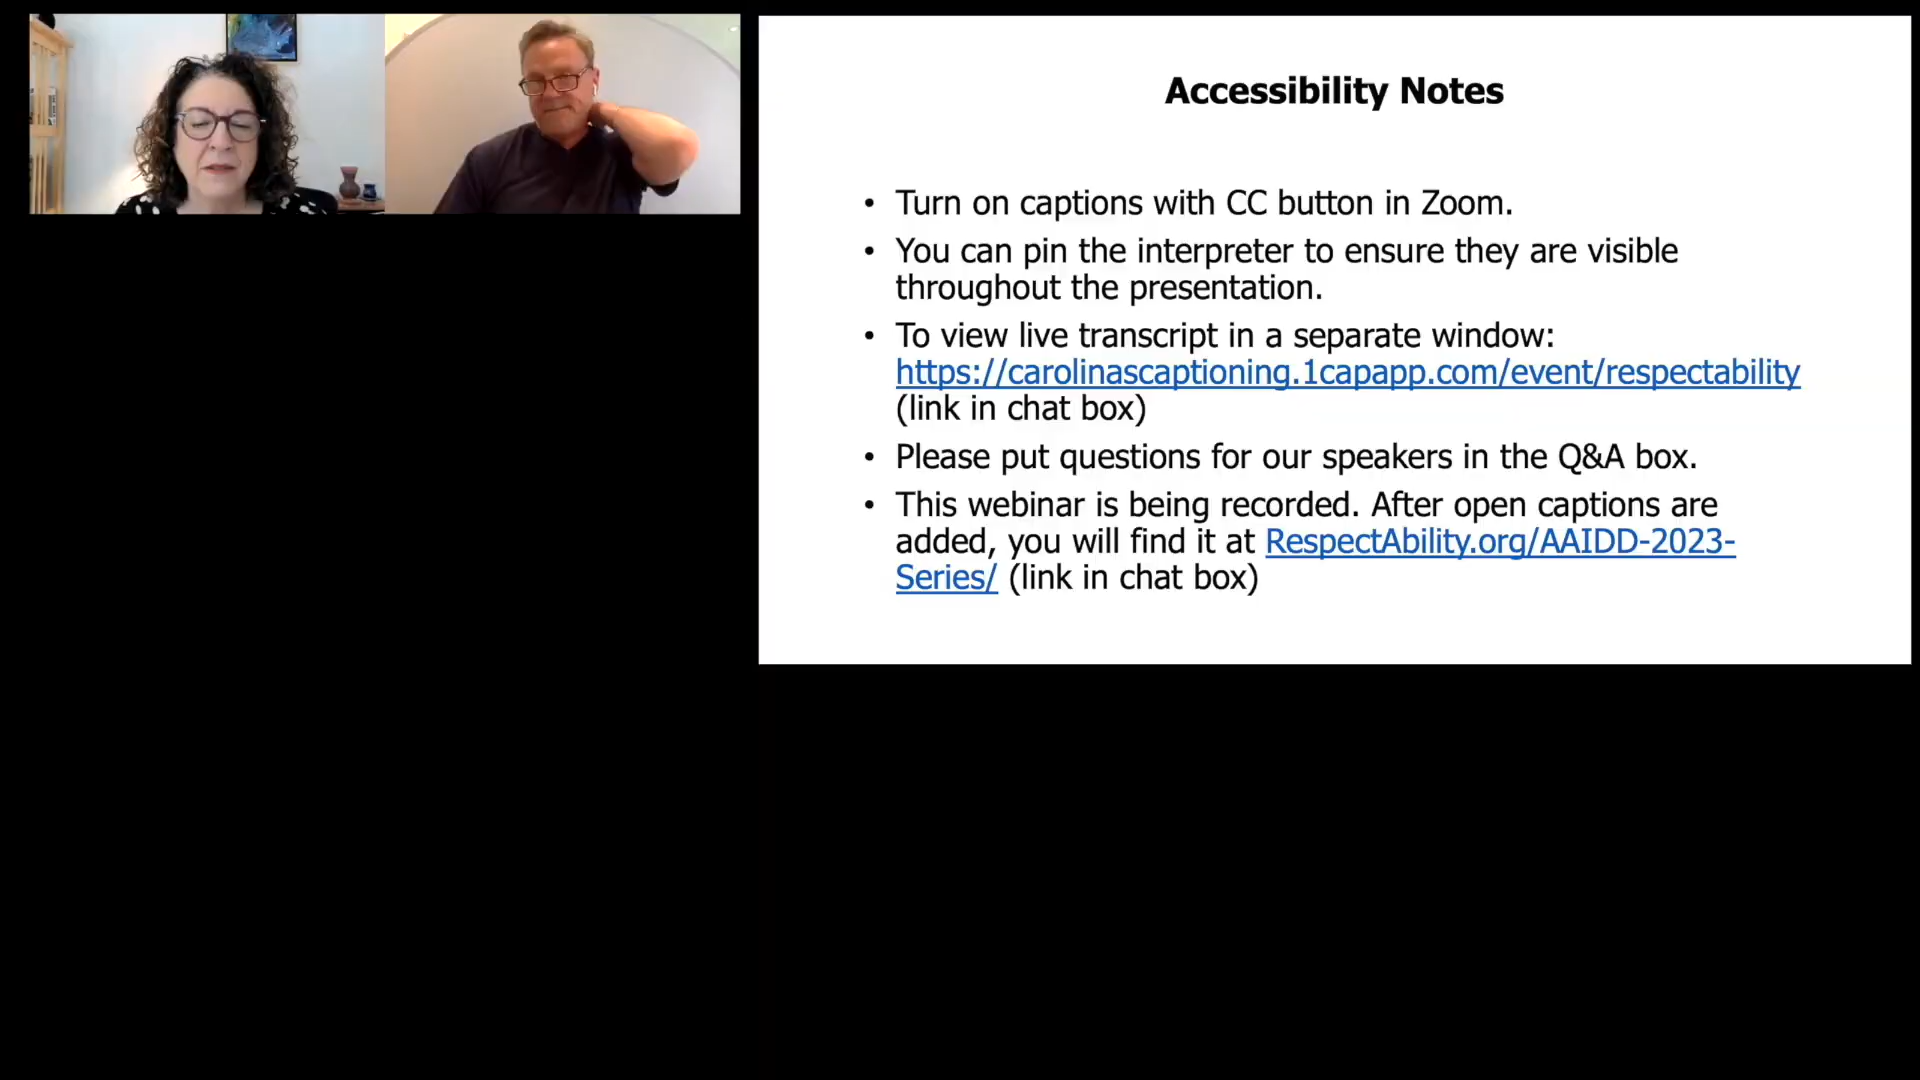 Accessibility Notes
• Turn on captions with CC button in Zoom.
• You can pin the interpreter to ensure they are visible
throughout the presentation.
• To view live transcript in a separate window:
https://carolinascaptioning.1capapp.com/event/respectability
(link in chat box)
• Please put questions for our speakers in the Q&A box.
• This webinar is being recorded. After open captions are
added, you will find it at RespectAbility.org/AAIDD-2023-
Series/ (link in chat box)